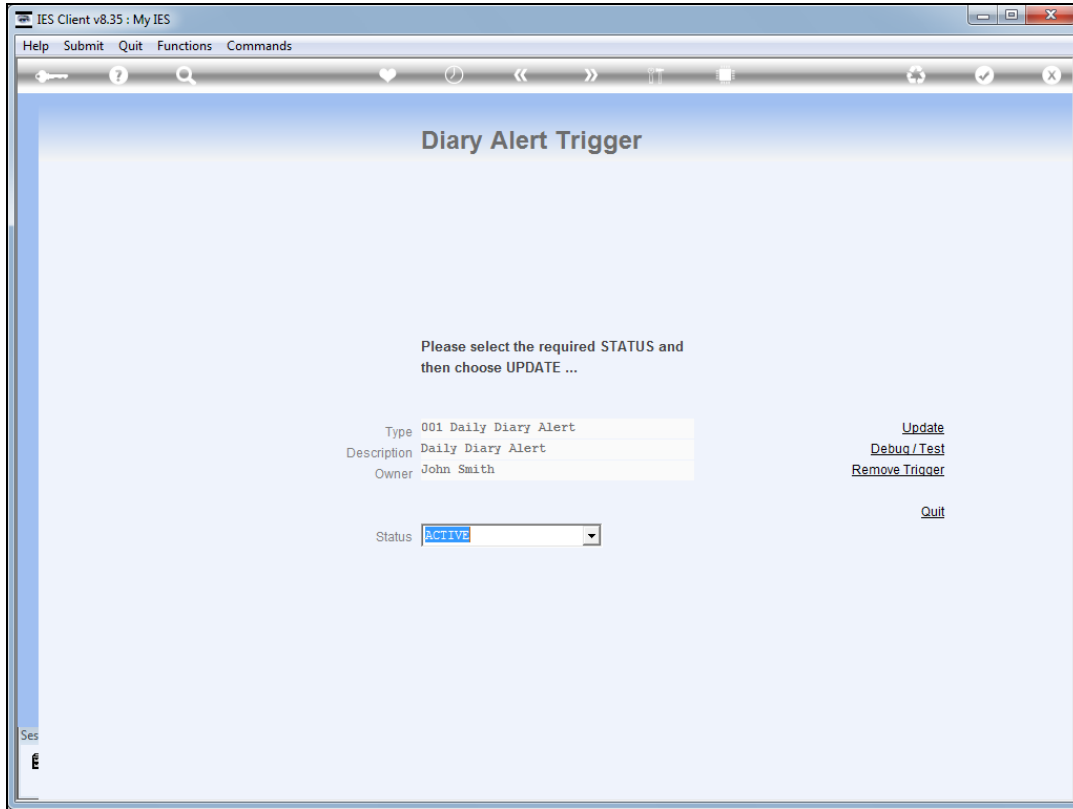 IES Client v8.35 : My IES
Help Submit Quit Functions Commands
Diary Alert Trigger
Please select the required STATUS and
then choose UPDATE ...
Type 001 Daily Diary Alert
Update
Description Daily Diary Alert
Debug / Test
Owner John Smith
Remove Trigger
Quit
Status ACTIVE
Ses